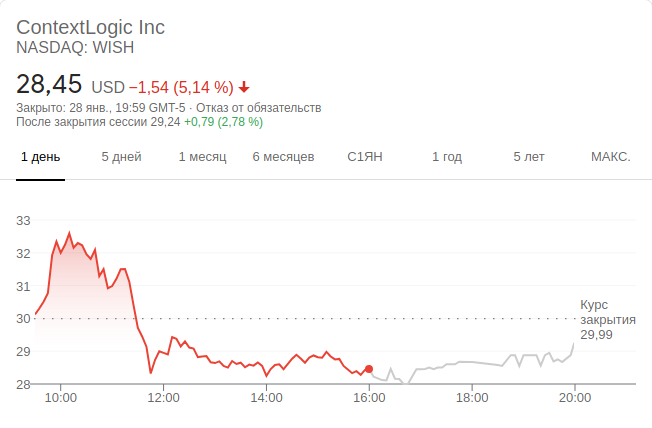 ContextLogic Inc
NASDAQ: WISH
28,45 USD −1,54 (5,14 %)
Закрыто: 28 янв., 19:59 GMT-5 · Отказ от обязательств
После закрытия сессии 29,24 +0,79 (2,78 %)
1 день 5 дней 1 месяц 6 месяцев С1ЯН 1 год 5 лет МАКС.
33
32
31
30
29
28
Курс
закрытия
29,99
10:00 12:00 14:00 16:00 18:00 20:00